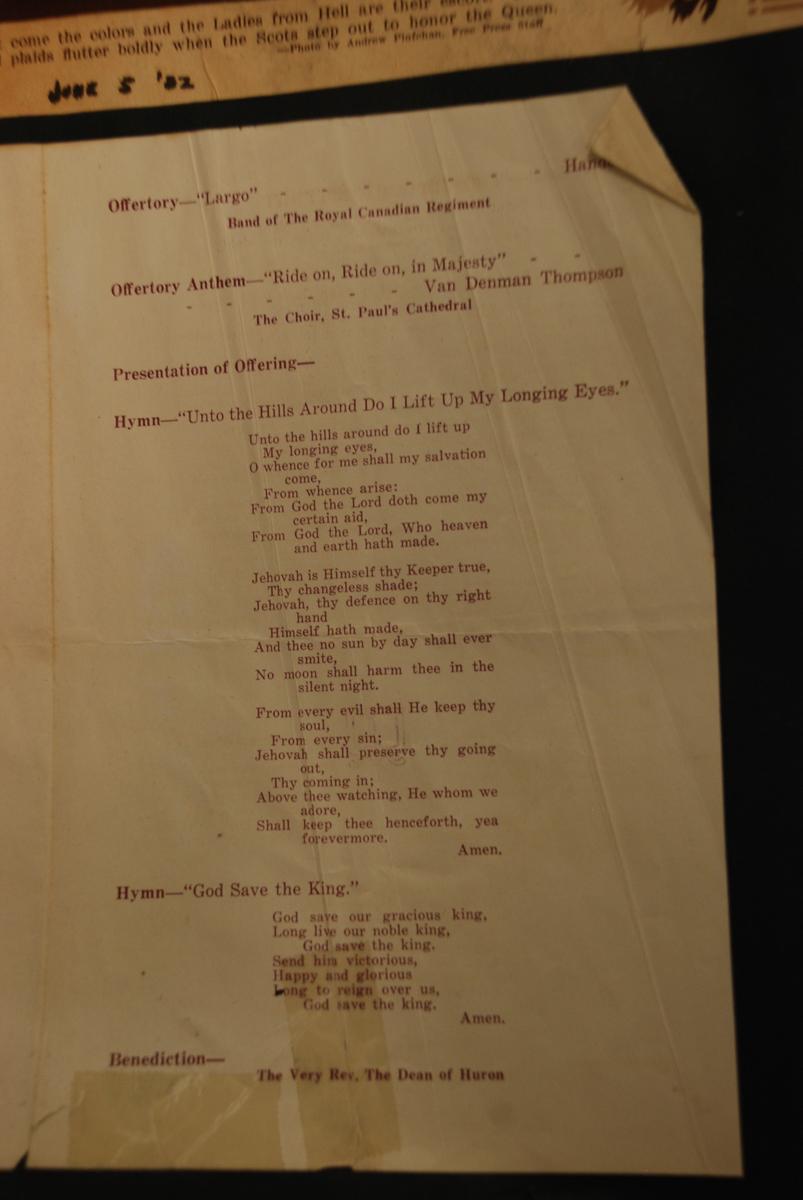 come the colors and the Ladies from Hell are their
plaids flutter boldly when the Scots step out to honor the Queen.
—Photo by Andrew Free Press Staff
JUNE 5 '82
Offertory—"Largo" - - - - - - -
Band of The Royal Canadian Regiment
Offertory Anthem—"Ride on, Ride on, in Majesty" - -
- - - - - - Van Denman Thompson
The Choir, St. Paul's Cathedral
Presentation of Offering—
Hymn—"Unto the Hills Around Do I Lift Up My Longing Eyes."
Unto the hills around do I lift up
My longing eyes,
O whence for me shall my salvation
come,
From whence arise:
From God the Lord doth come my
certain aid,
From God the Lord, Who heaven
and earth hath made.
Jehovah is Himself thy Keeper true,
Thy changeless shade;
Jehovah, thy defence on thy right
hand
Himself hath made,
And thee no sun by day shall ever
smite,
No moon shall harm thee in the
silent night.
From every evil shall He keep thy
soul,
From every sin;
Jehovah shall preserve thy going
out,
Thy coming in;
Above thee watching, He whom we
adore,
Shall keep thee henceforth, yea
forevermore.
Amen.
Hymn—"God Save the King."
God save our gracious king,
Long live our noble king,
God save the king.
Send him victorious,
Happy and glorious
Long to reign over us,
God save the king.
Amen.
Benediction—
The Very Rev. The Dean of Huron